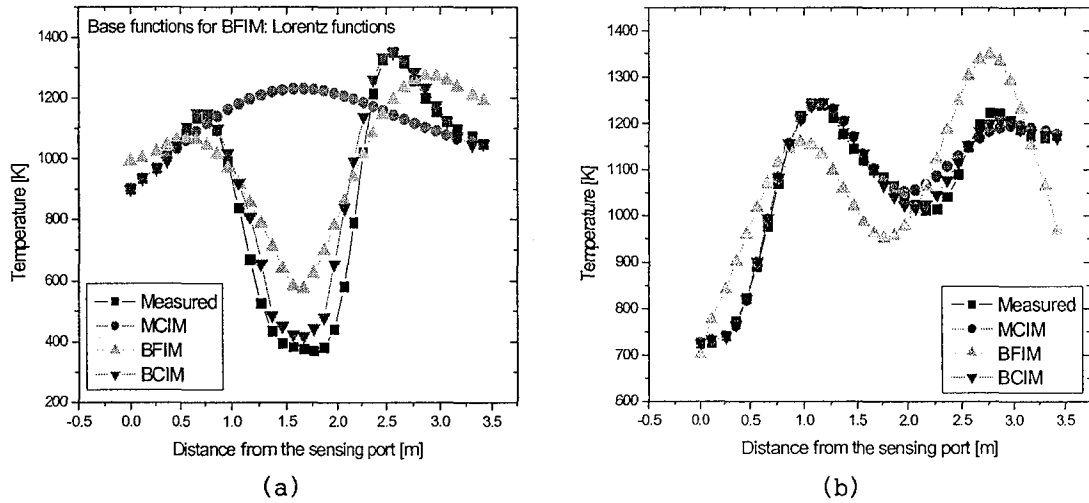 Base functions for BFIM: Lorentz functions
1400
1200
1000
800
600
400
200
Temperature [K]
Measured
MCIM
BFIM
BCIM
-0.5 0.0 0.5 1.0 1.5 2.0 2.5 3.0 3.5
Distance from the sensing port [m]
(a)
1400
1300
1200
1100
1000
900
800
700
600
Temperature [K]
Measured
MCIM
BFIM
BCIM
-0.5 0.0 0.5 1.0 1.5 2.0 2.5 3.0 3.5
Distance from the sensing port [m]
(b)